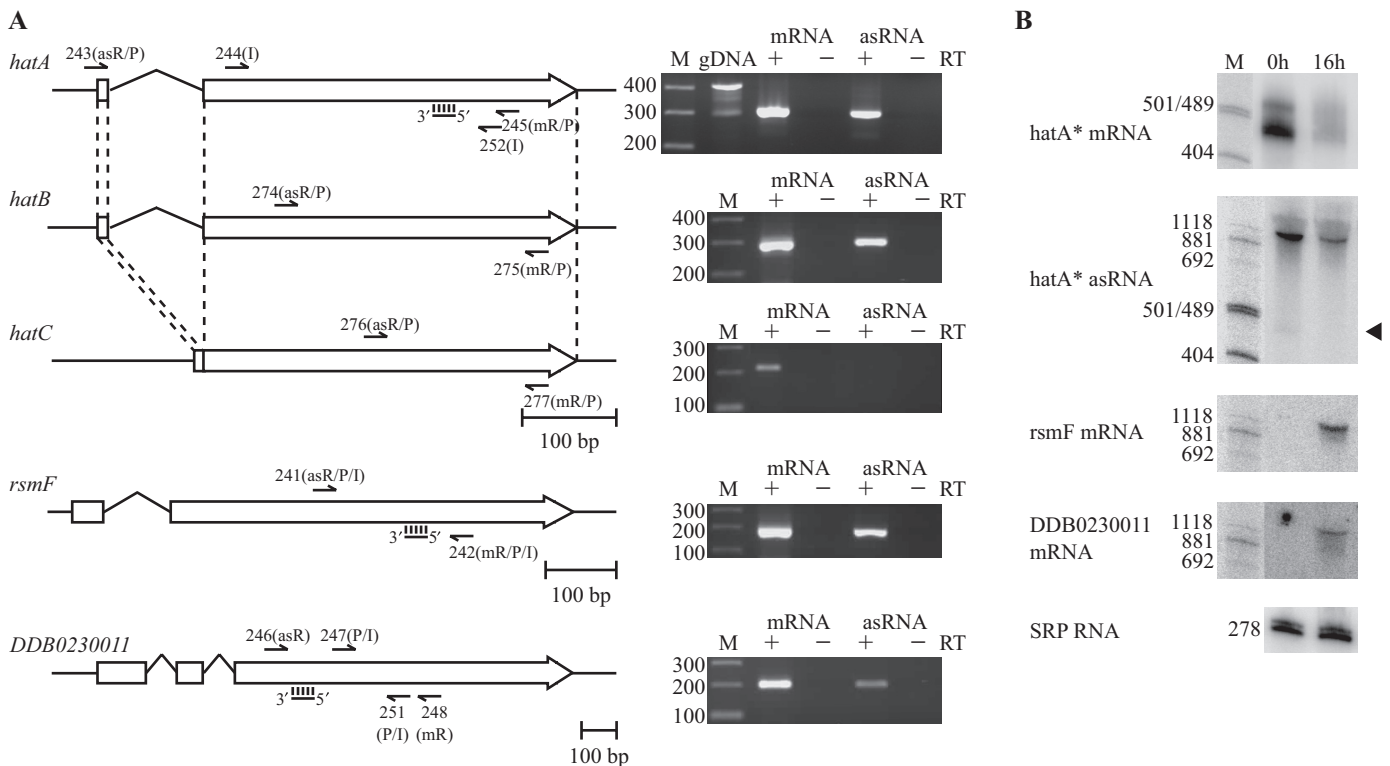 A
hatA
243(asR/P)
244(I)
3′ 5′
245(mR/P)
252(I)
mRNA asRNA
M gDNA + − + − RT
400
300
200
hatB
274(asR/P)
275(mR/P)
mRNA asRNA
M + − + − RT
400
300
200
hatC
276(asR/P)
277(mR/P)
100 bp
mRNA asRNA
M + − + − RT
300
200
100
rsmF
241(asR/P/I)
3′ 5′
242(mR/P/I)
100 bp
mRNA asRNA
M + − + − RT
300
200
100
DDB0230011
246(asR) 247(P/I)
3′ 5′
251 248
(P/I) (mR)
100 bp
mRNA asRNA
M + − + − RT
300
200
100
B
M 0h 16h
hatA* mRNA
501/489
404
hatA* asRNA
1118
881
692
501/489
404
rsmF mRNA
1118
881
692
DDB0230011
mRNA
1118
881
692
SRP RNA
278